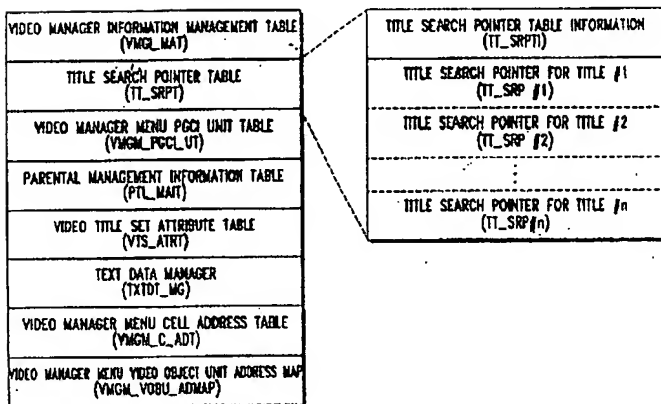 VIDEO MANAGER INFORMATION MANAGEMENT TABLE
(VMGI_MAT)
TITLE SEARCH POINTER TABLE
(TT_SRPT)
VIDEO MANAGER MENU PGCI UNIT TABLE
(VMGM_PGCI_UT)
PARENTAL MANAGEMENT INFORMATION TABLE
(PTL_MAIT)
VIDEO TITLE SET ATTRIBUTE TABLE
(VTS_ATRT)
TEXT DATA MANAGER
(TXTDT_MG)
VIDEO MANAGER MENU CELL ADDRESS TABLE
(VMGM_C_ADT)
VIDEO MANAGER MENU VIDEO OBJECT UNIT ADDRESS MAP
(VMGM_VOBU_ADMAP)
TITLE SEARCH POINTER TABLE INFORMATION
(TT_SRPTI)
TITLE SEARCH POINTER FOR TITLE #1
(TT_SRP #1)
TITLE SEARCH POINTER FOR TITLE #2
(TT_SRP #2)
⋮
TITLE SEARCH POINTER FOR TITLE #n
(TT_SRP#n)